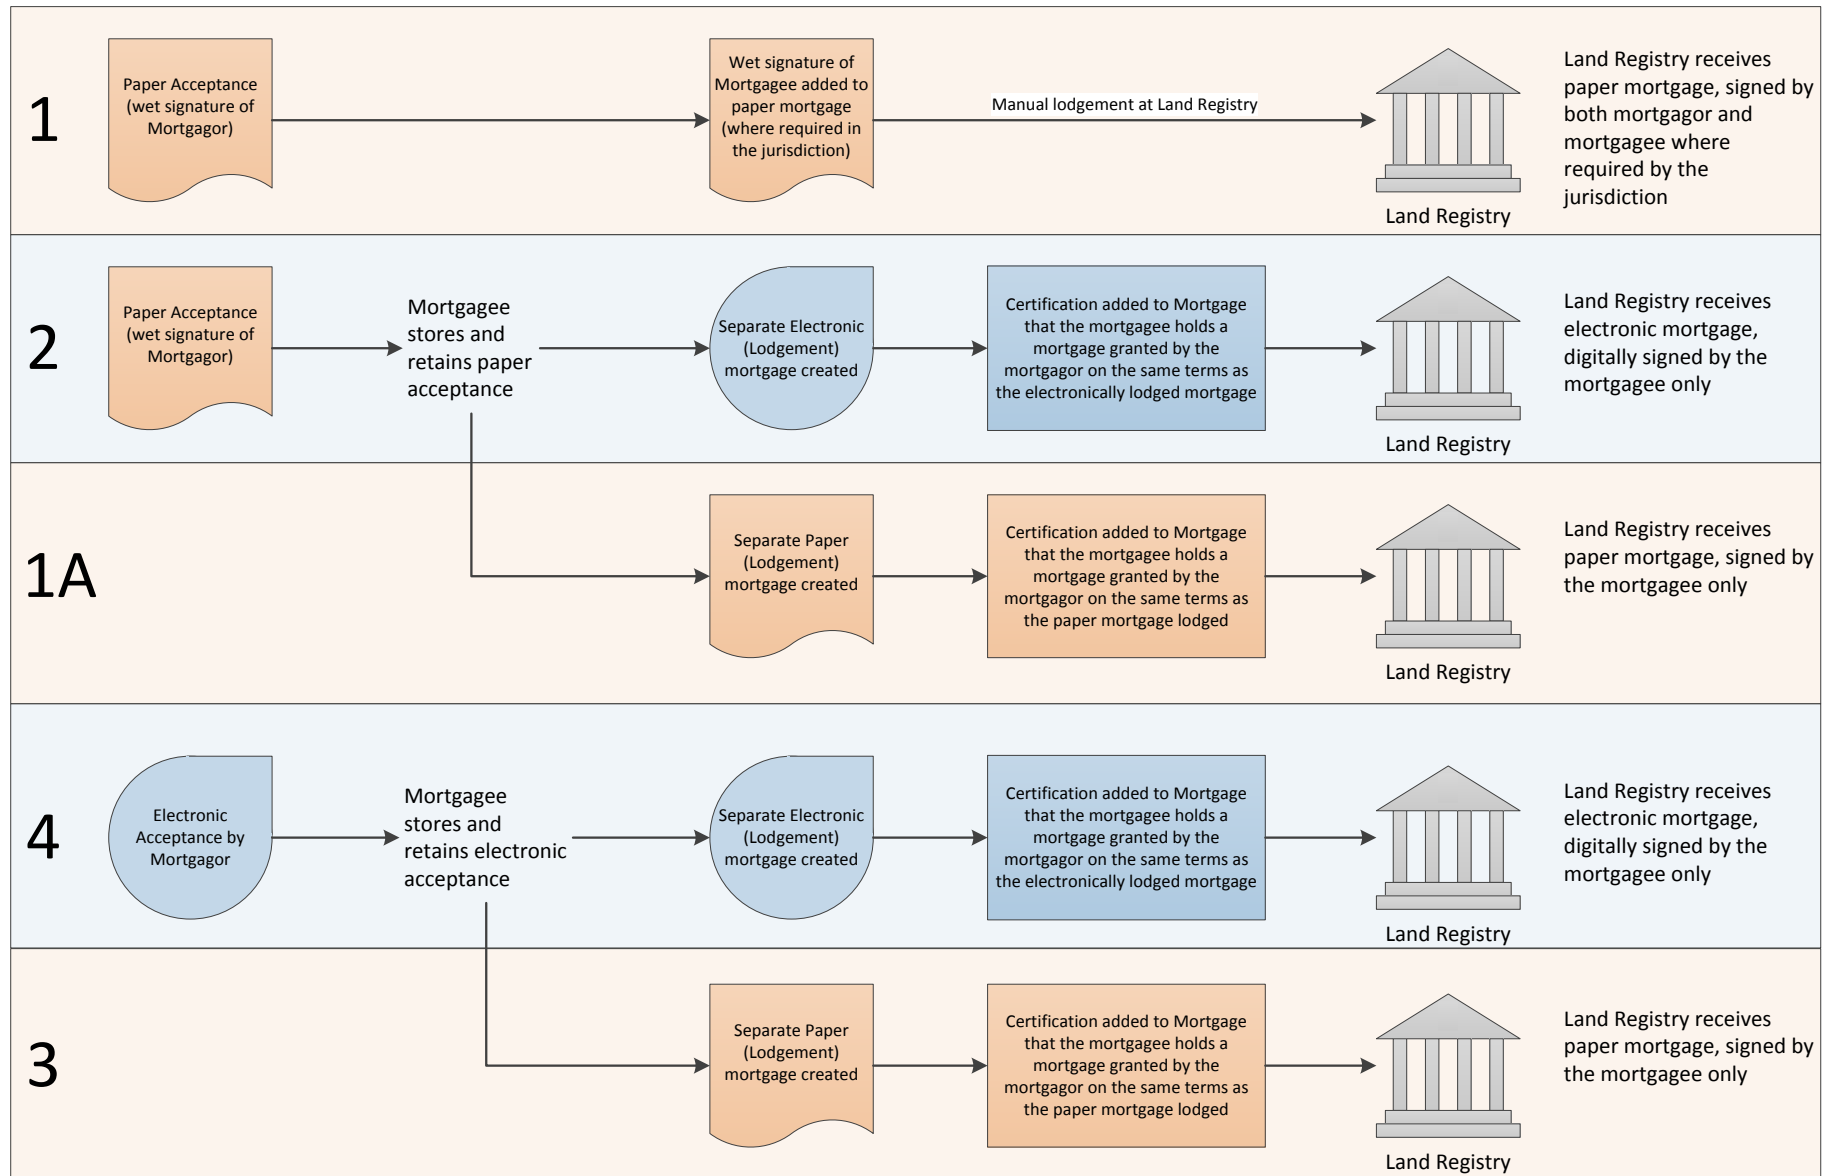 1
Paper Acceptance
(wet signature of
Mortgagor)
Wet signature of
Mortgagee added to
paper mortgage
(where required in
the jurisdiction)
Manual lodgement at Land Registry
Land Registry
Land Registry receives
paper mortgage, signed by
both mortgagor and
mortgagee where
required by the
jurisdiction
2
Paper Acceptance
(wet signature of
Mortgagor)
Mortgagee
stores and
retains paper
acceptance
Separate Electronic
(Lodgement)
mortgage created
Certification added to Mortgage
that the mortgagee holds a
mortgage granted by the
mortgagor on the same terms as
the electronically lodged mortgage
Land Registry
Land Registry receives
electronic mortgage,
digitally signed by the
mortgagee only
1A
Separate Paper
(Lodgement)
mortgage created
Certification added to Mortgage
that the mortgagee holds a
mortgage granted by the
mortgagor on the same terms as
the paper mortgage lodged
Land Registry
Land Registry receives
paper mortgage, signed by
the mortgagee only
4
Electronic
Acceptance by
Mortgagor
Mortgagee
stores and
retains electronic
acceptance
Separate Electronic
(Lodgement)
mortgage created
Certification added to Mortgage
that the mortgagee holds a
mortgage granted by the
mortgagor on the same terms as
the electronically lodged mortgage
Land Registry
Land Registry receives
electronic mortgage,
digitally signed by the
mortgagee only
3
Separate Paper
(Lodgement)
mortgage created
Certification added to Mortgage
that the mortgagee holds a
mortgage granted by the
mortgagor on the same terms as
the paper mortgage lodged
Land Registry
Land Registry receives
paper mortgage, signed by
the mortgagee only